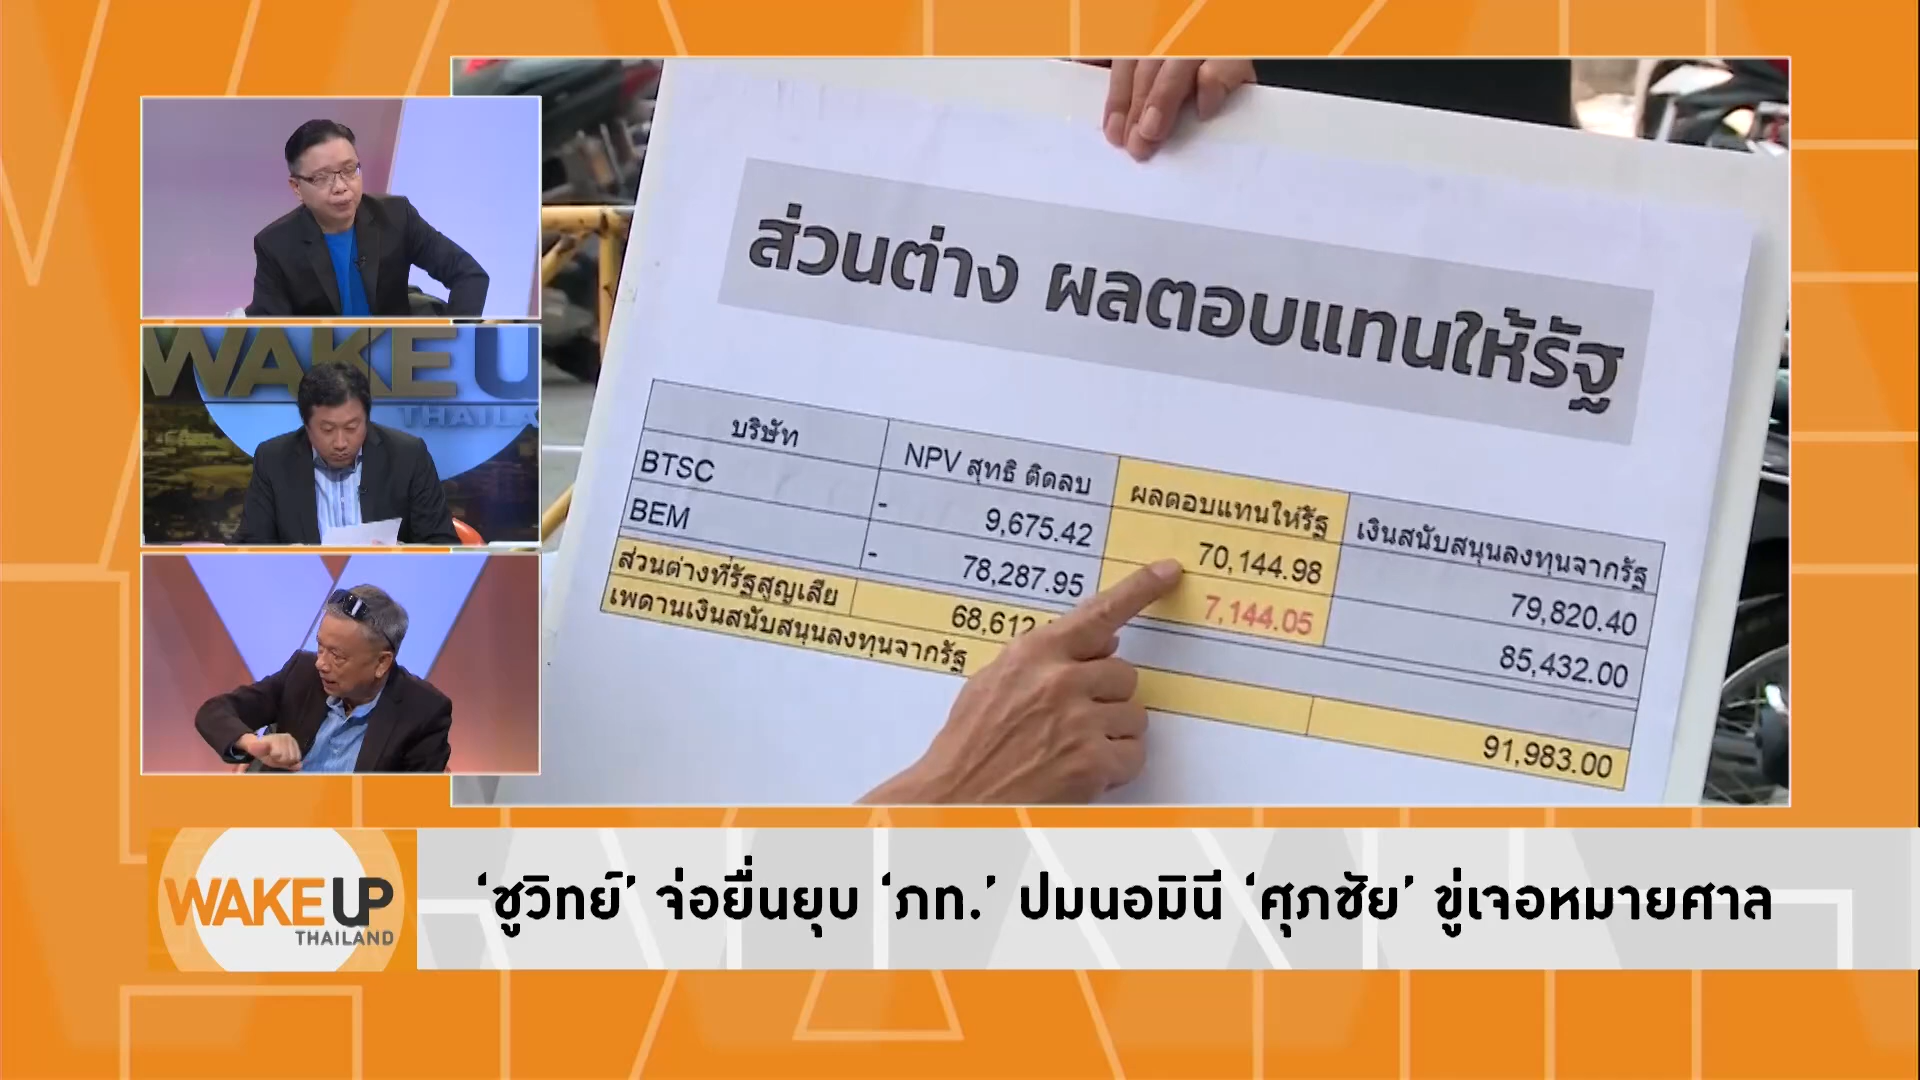 ส่วนต่าง ผลตอบแทนให้รัฐ
บริษัท NPV สุทธิ ติดลบ ผลตอบแทนให้รัฐ เงินสนับสนุนลงทุนจากรัฐ
BTSC - 9,675.42 70,144.98 79,820.40
BEM - 78,287.95 7,144.05 85,432.00
ส่วนต่างที่รัฐสูญเสีย 68,612
เพดานเงินสนับสนุนลงทุนจากรัฐ 91,983.00
WAKE U
THAILA
WAKE UP
THAILAND
‘ชูวิทย์’ จ่อยื่นยุบ ‘ภท.’ ปมนอมินี ‘ศุภชัย’ ขู่เจอหมายศาล